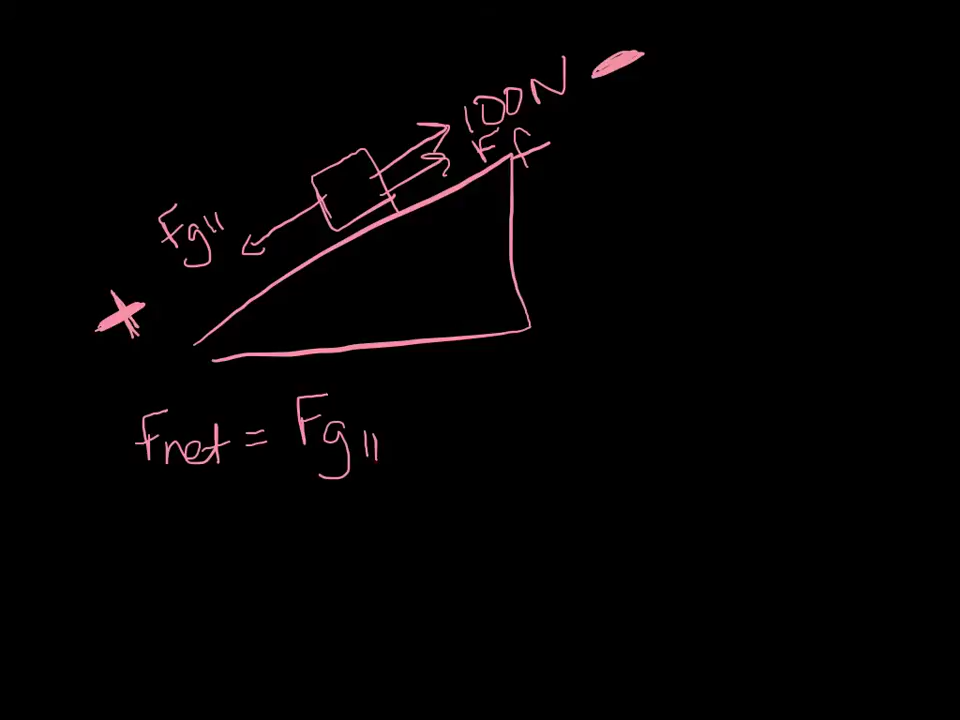 100N
Ff
Fg||
+
-
Fnet = Fg||